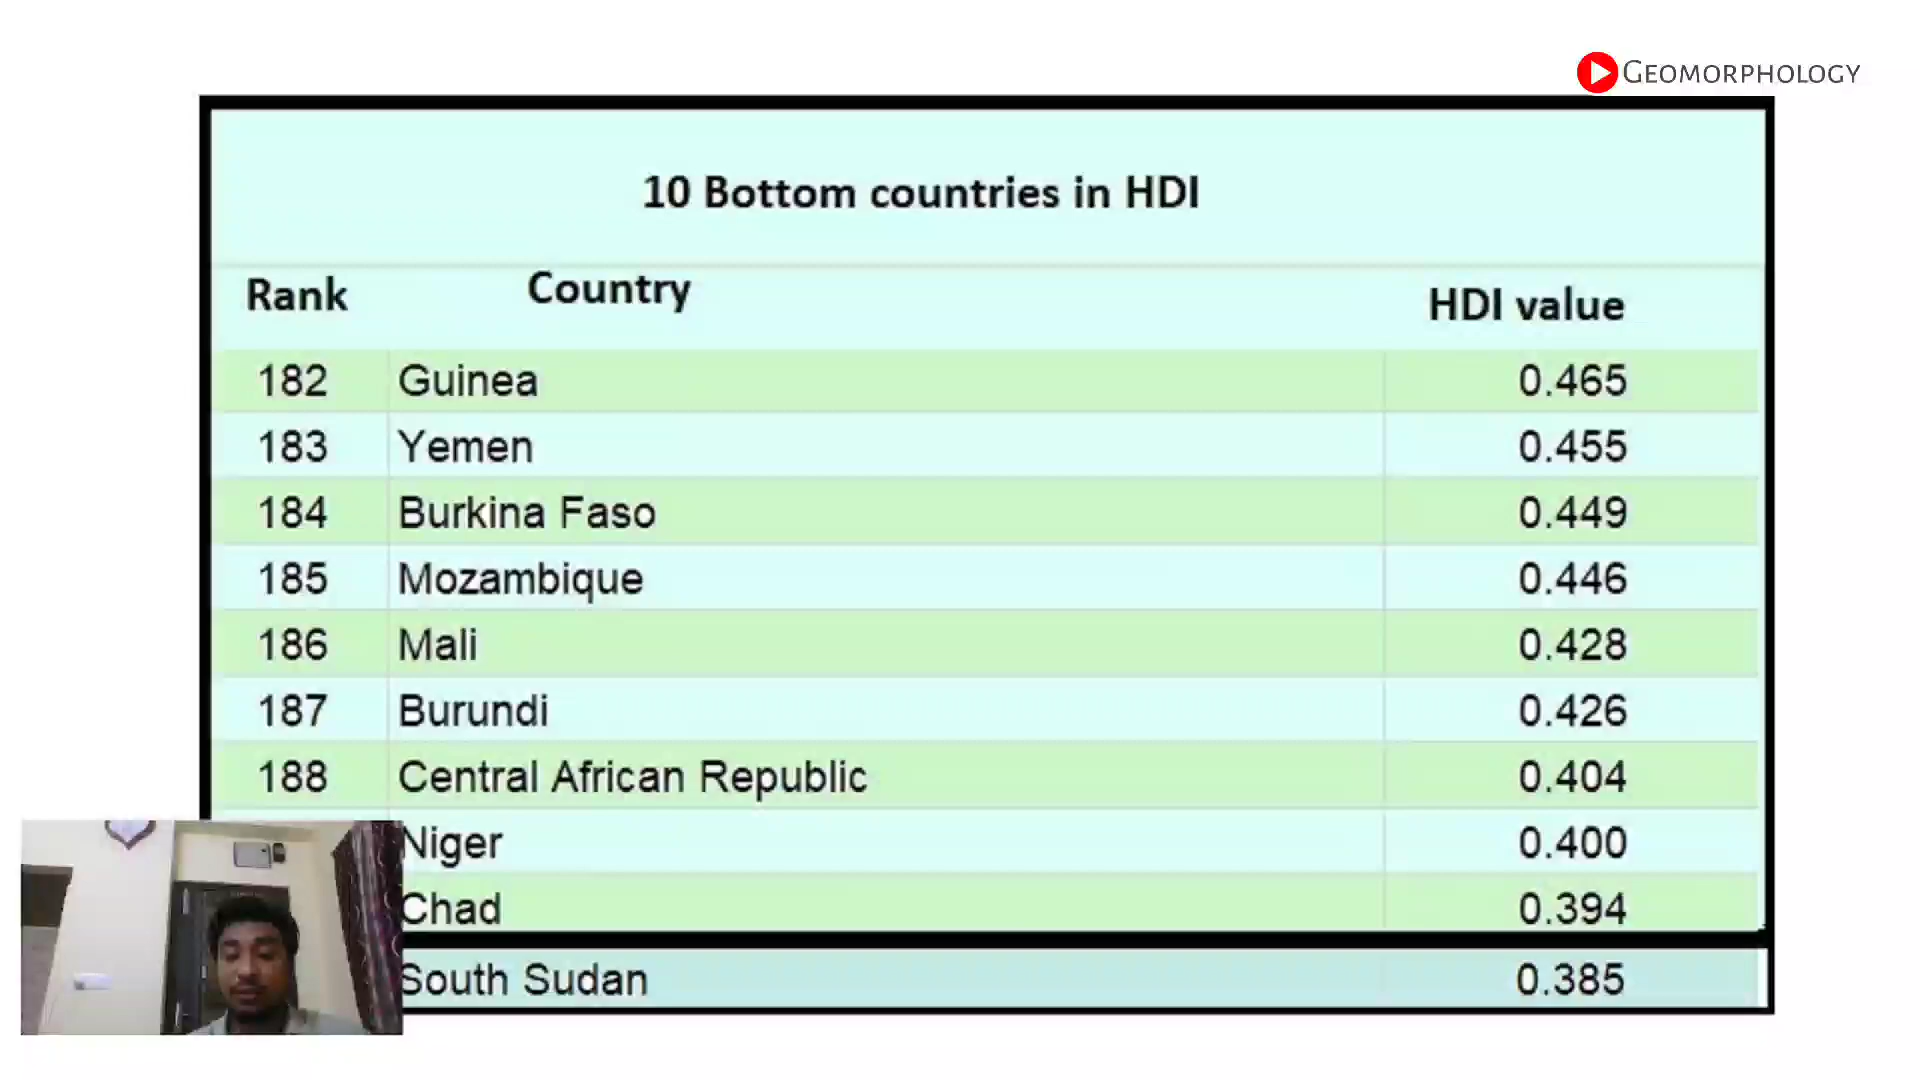 GEOMORPHOLOGY
10 Bottom countries in HDI
Rank Country HDI value
182 Guinea 0.465
183 Yemen 0.455
184 Burkina Faso 0.449
185 Mozambique 0.446
186 Mali 0.428
187 Burundi 0.426
188 Central African Republic 0.404
Niger 0.400
Chad 0.394
South Sudan 0.385